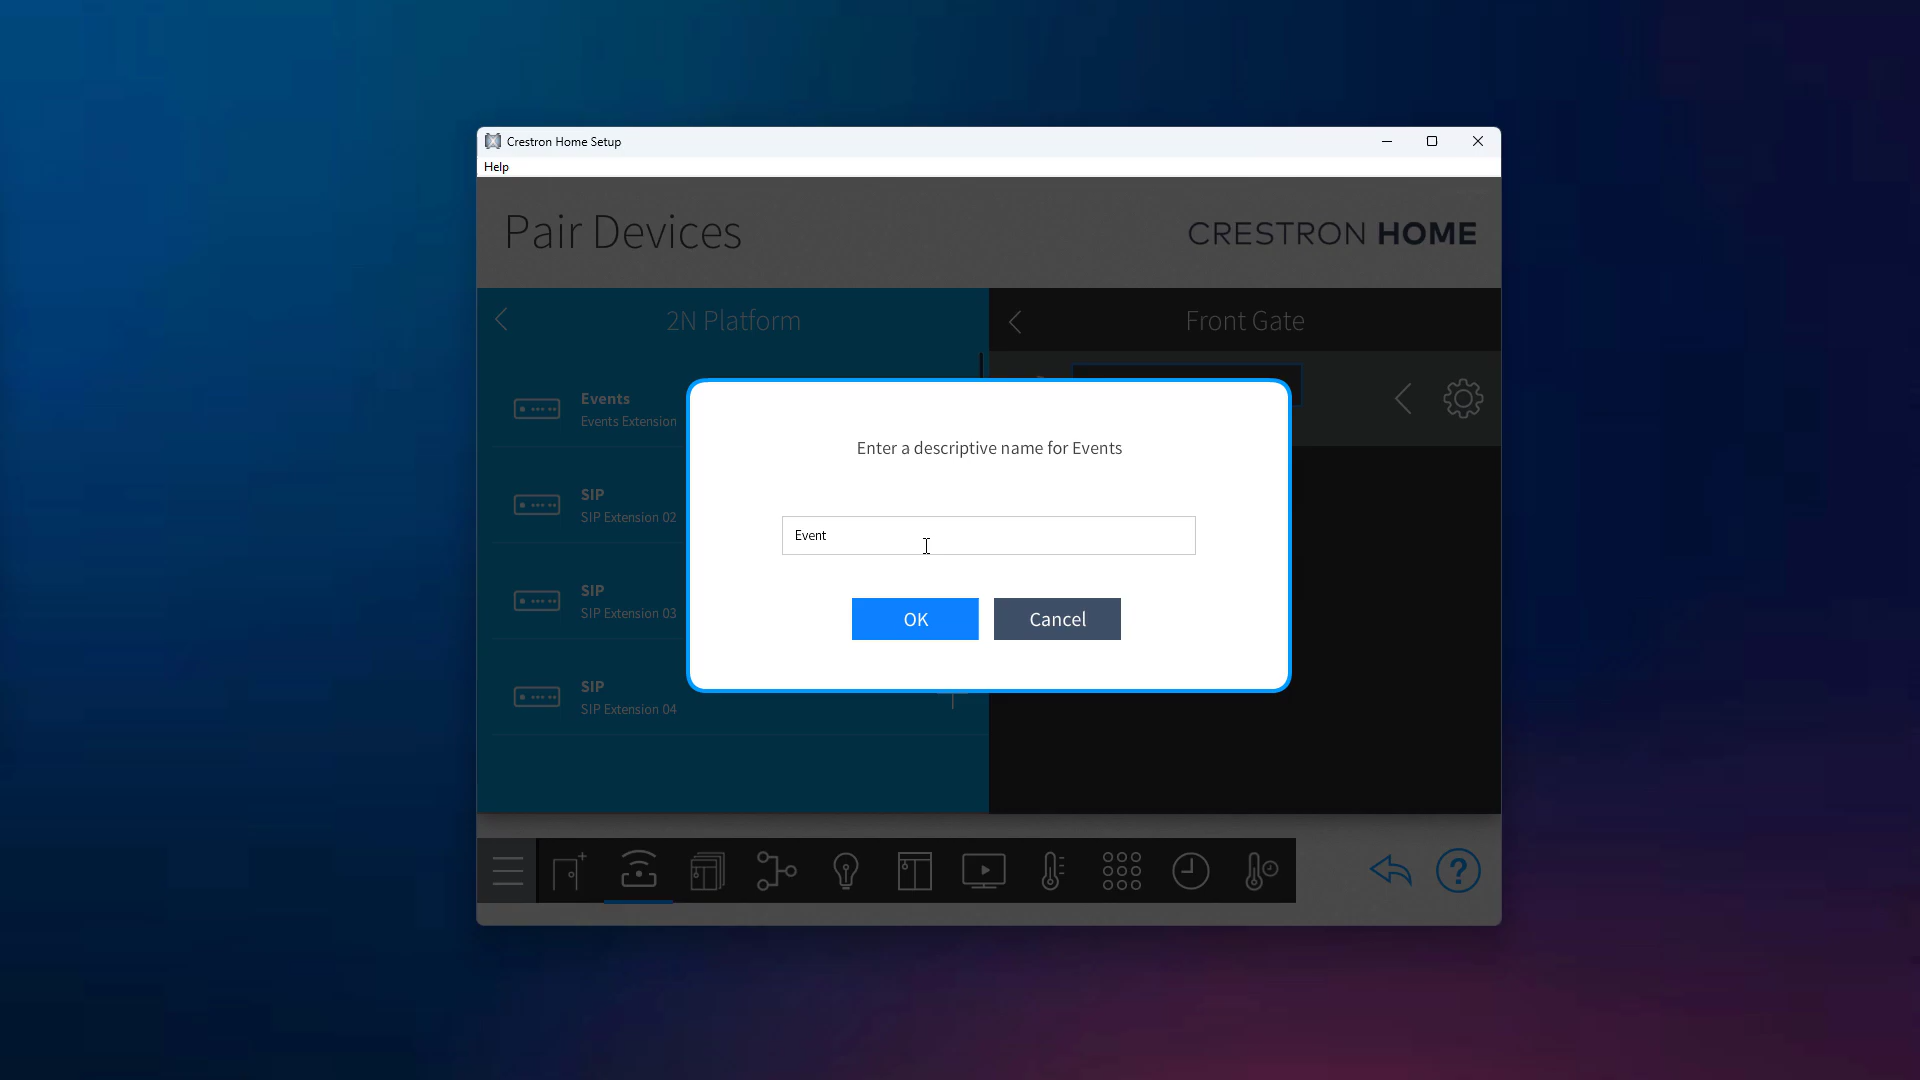 Crestron Home Setup
Help
Pair Devices
CRESTRON HOME
2N Platform
Front Gate
Events
Events Extension
SIP
SIP Extension 02
SIP
SIP Extension 03
SIP
SIP Extension 04
Enter a descriptive name for Events
Event
OK
Cancel
?